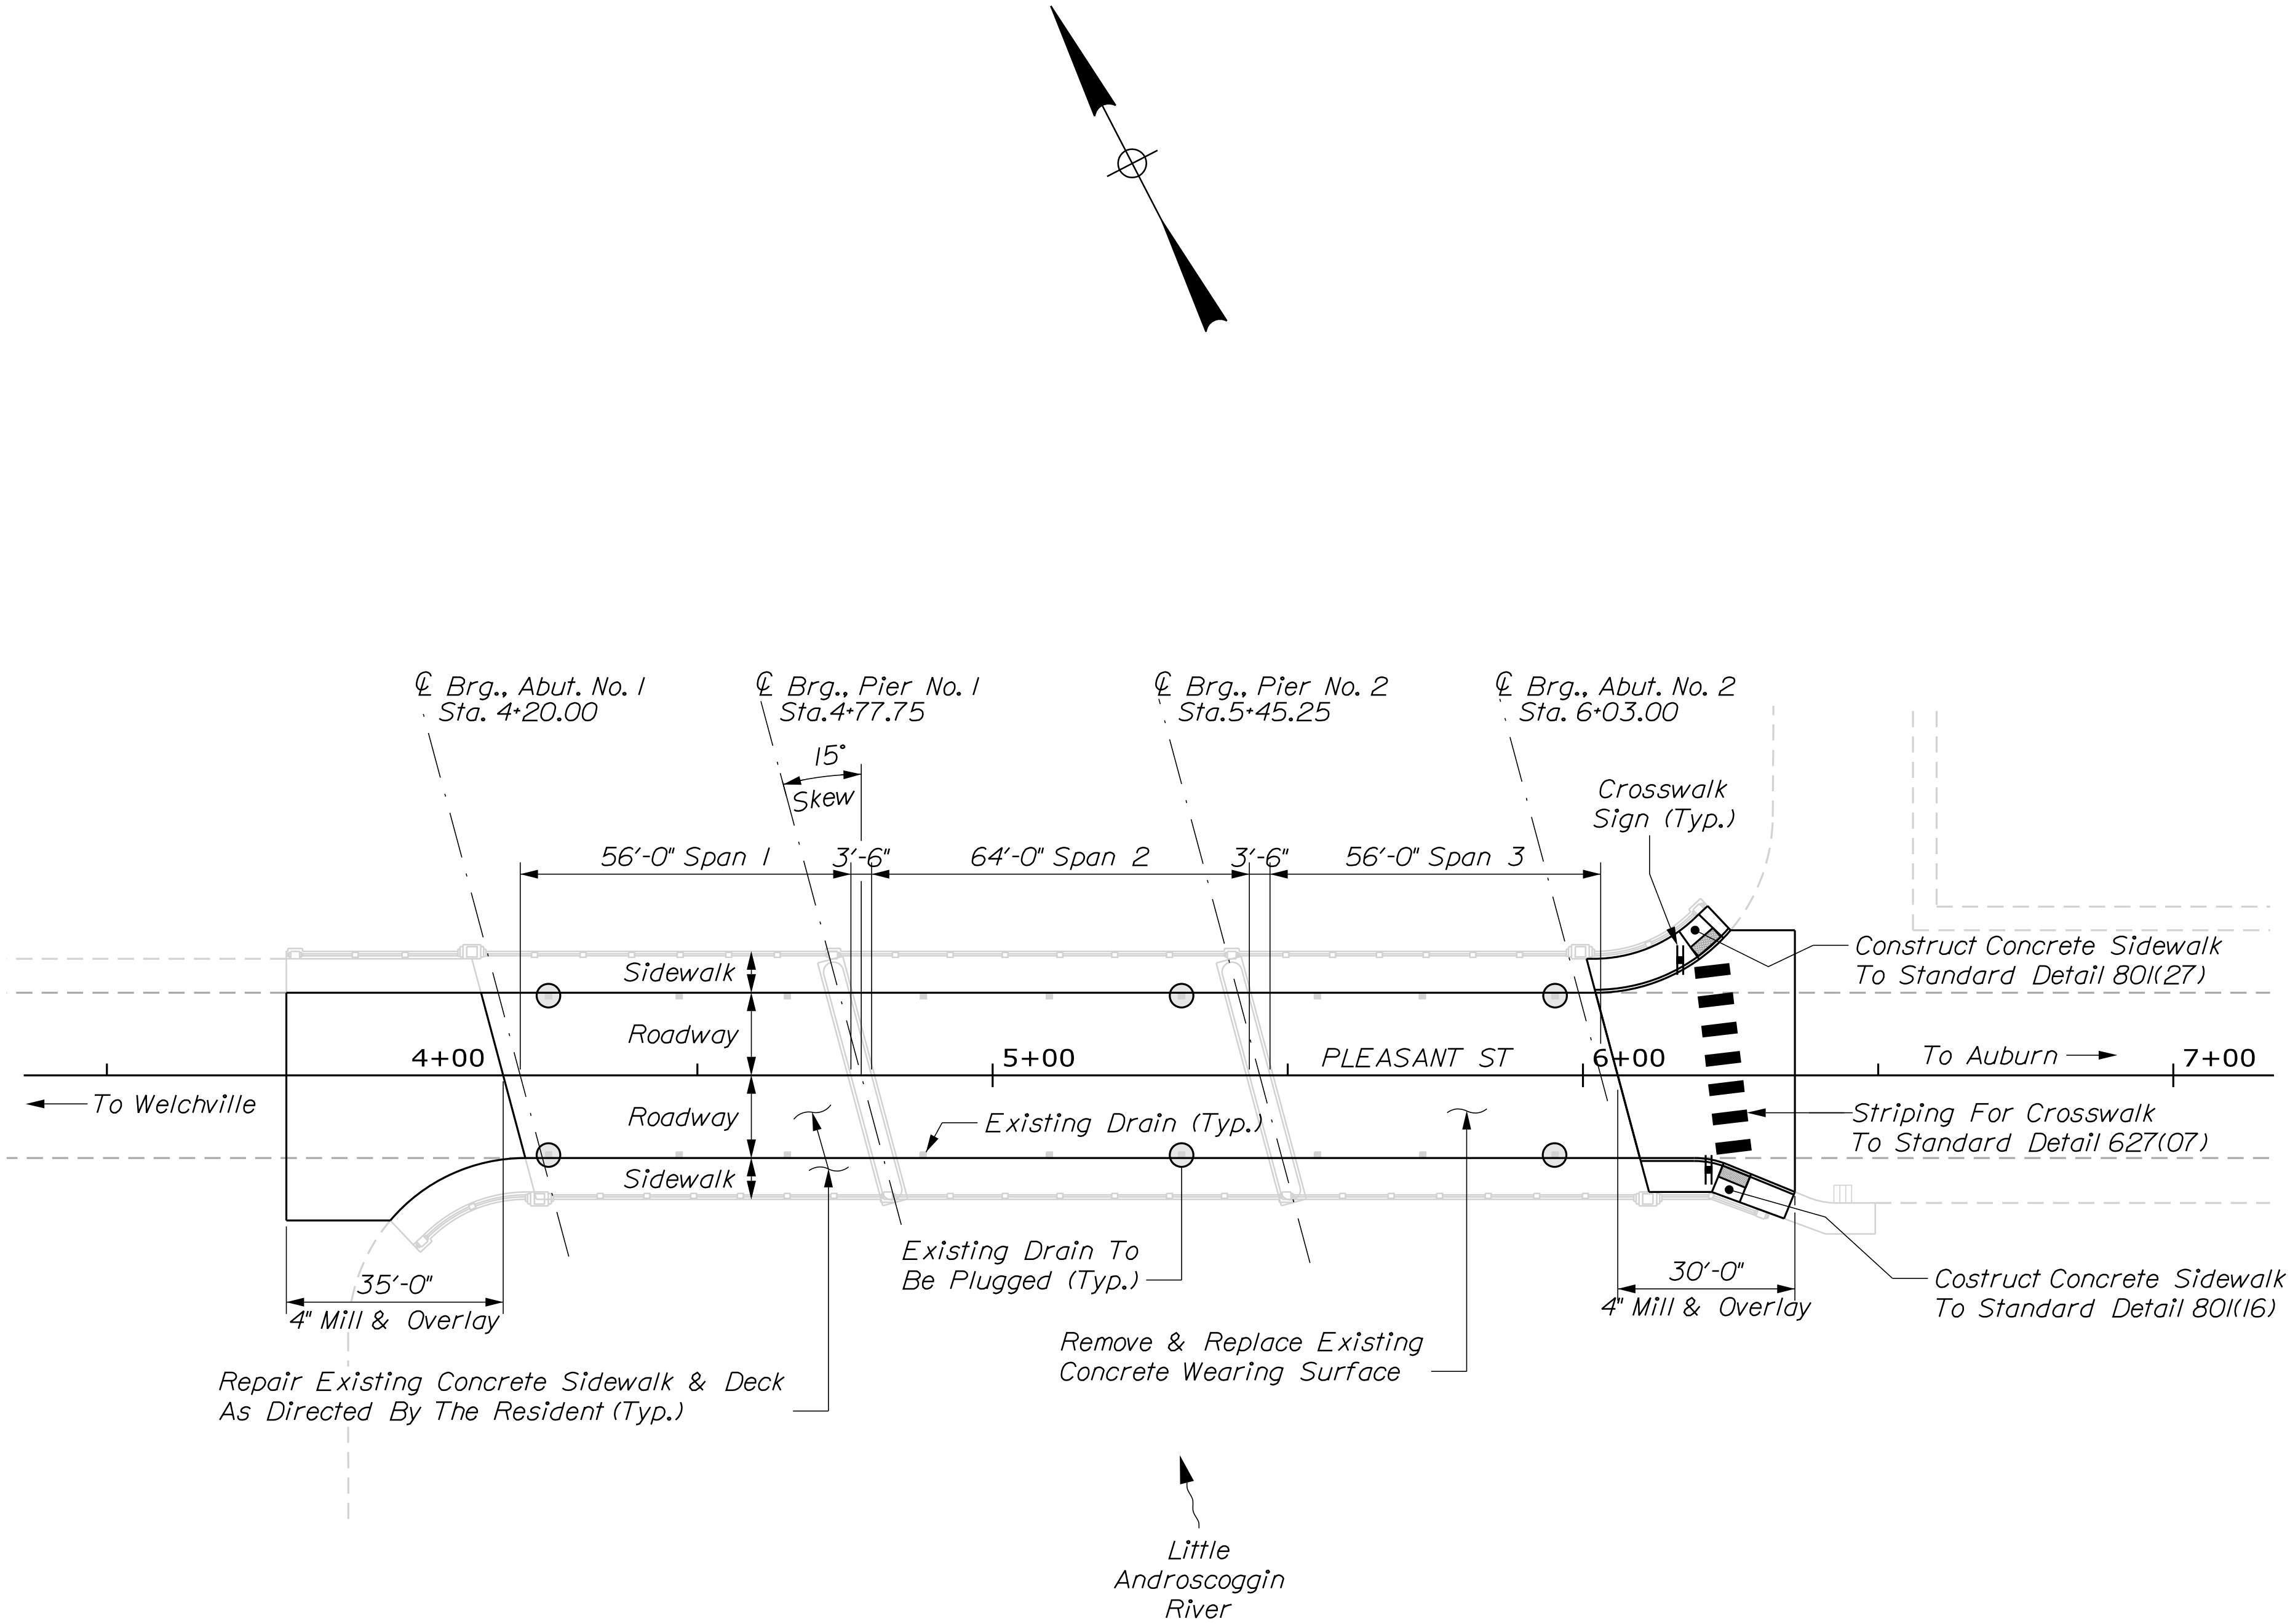 ℄ Brg., Abut. No. 1
Sta. 4+20.00
℄ Brg., Pier No. 1
Sta.4+77.75
℄ Brg., Pier No. 2
Sta.5+45.25
℄ Brg., Abut. No. 2
Sta. 6+03.00
15°
Skew
Crosswalk
Sign (Typ.)
56'-0" Span 1
3'-6"
64'-0" Span 2
3'-6"
56'-0" Span 3
Sidewalk
Roadway
Construct Concrete Sidewalk
To Standard Detail 801(27)
4+00
5+00
PLEASANT ST
6+00
To Auburn
7+00
To Welchville
Roadway
Existing Drain (Typ.)
Striping For Crosswalk
To Standard Detail 627(07)
Sidewalk
Existing Drain To
Be Plugged (Typ.)
35'-0"
4" Mill & Overlay
30'-0"
4" Mill & Overlay
Costruct Concrete Sidewalk
To Standard Detail 801(16)
Remove & Replace Existing
Concrete Wearing Surface
Repair Existing Concrete Sidewalk & Deck
As Directed By The Resident (Typ.)
Little
Androscoggin
River